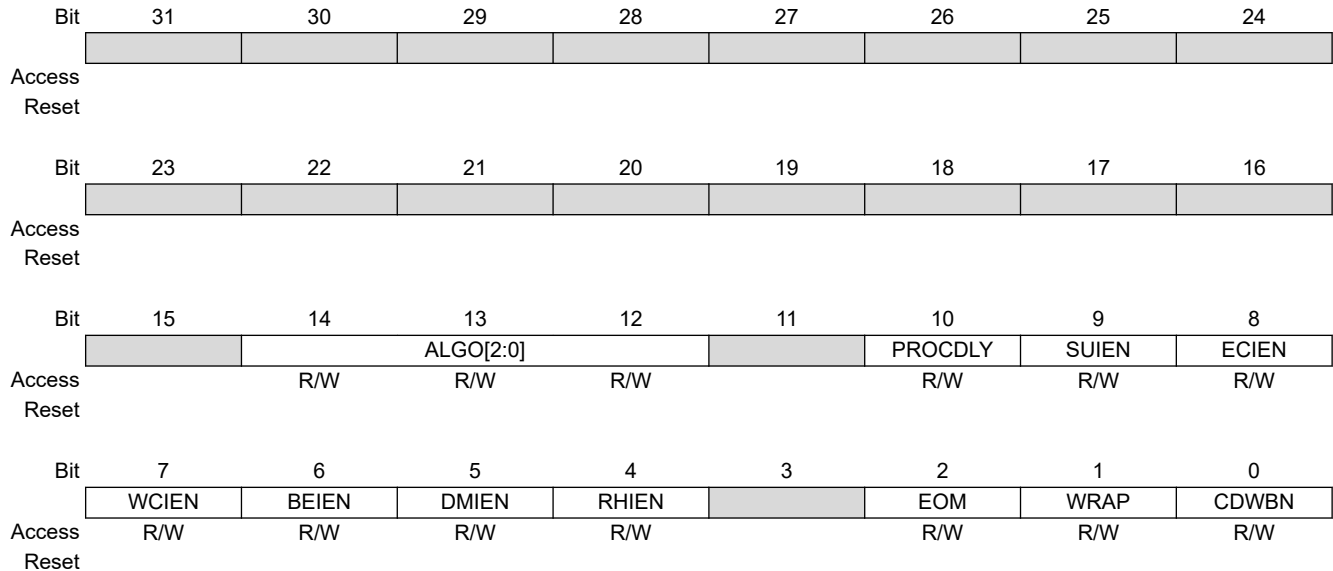 Bit 31 30 29 28 27 26 25 24
Access
Reset
Bit 23 22 21 20 19 18 17 16
Access
Reset
Bit 15 14 13 12 11 10 9 8
ALGO[2:0] PROCDLY SUIEN ECIEN
Access R/W R/W R/W R/W R/W R/W
Reset
Bit 7 6 5 4 3 2 1 0
WCIEN BEIEN DMIEN RHIEN EOM WRAP CDWBN
Access R/W R/W R/W R/W R/W R/W R/W
Reset